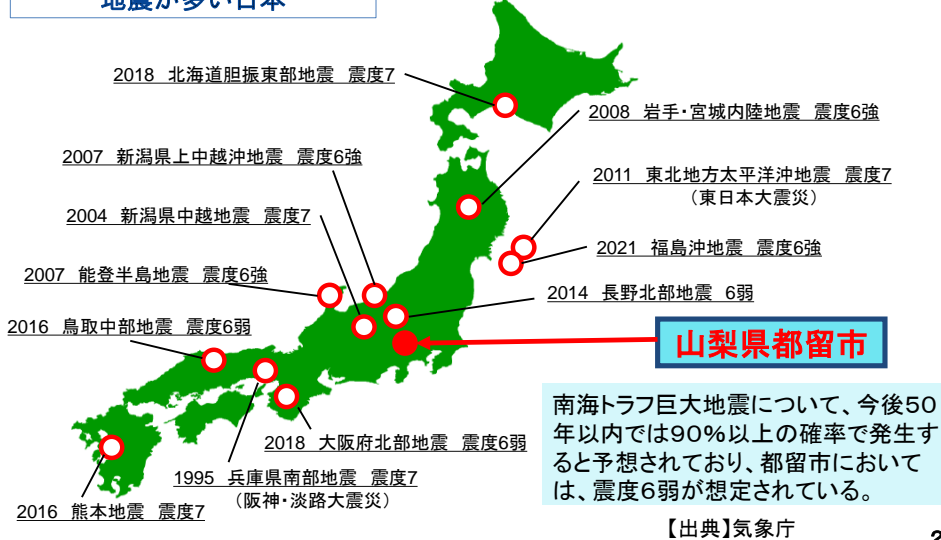 地震が多い日本
2018 北海道胆振東部地震 震度7
2008 岩手・宮城内陸地震 震度6強
2007 新潟県上中越沖地震 震度6強
2011 東北地方太平洋沖地震 震度7
(東日本大震災)
2004 新潟県中越地震 震度7
2021 福島沖地震 震度6強
2007 能登半島地震 震度6強
2014 長野北部地震 6弱
2016 鳥取中部地震 震度6弱
山梨県都留市
南海トラフ巨大地震について、今後50
年以内では90%以上の確率で発生す
ると予想されており、都留市において
は、震度6弱が想定されている。
2018 大阪府北部地震 震度6弱
1995 兵庫県南部地震 震度7
(阪神・淡路大震災)
2016 熊本地震 震度7
【出典】気象庁